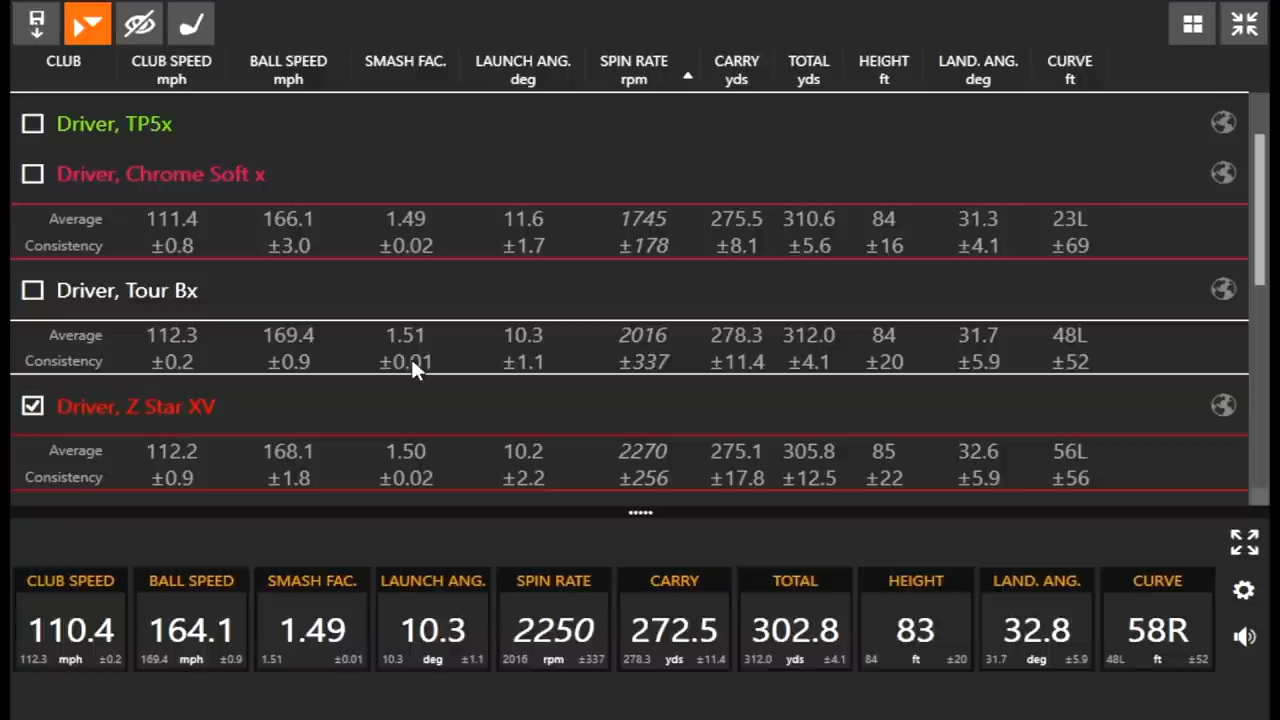 CLUB CLUB SPEED BALL SPEED SMASH FAC. LAUNCH ANG. SPIN RATE CARRY TOTAL HEIGHT LAND. ANG. CURVE
mph mph deg rpm yds yds ft deg ft
Driver, TP5x
Driver, Chrome Soft x
Average 111.4 166.1 1.49 11.6 1745 275.5 310.6 84 31.3 23L
Consistency ±0.8 ±3.0 ±0.02 ±1.7 ±178 ±8.1 ±5.6 ±16 ±4.1 ±69
Driver, Tour Bx
Average 112.3 169.4 1.51 10.3 2016 278.3 312.0 84 31.7 48L
Consistency ±0.2 ±0.9 ±0.01 ±1.1 ±337 ±11.4 ±4.1 ±20 ±5.9 ±52
Driver, Z Star XV
Average 112.2 168.1 1.50 10.2 2270 275.1 305.8 85 32.6 56L
Consistency ±0.9 ±1.8 ±0.02 ±2.2 ±256 ±17.8 ±12.5 ±22 ±5.9 ±56
CLUB SPEED BALL SPEED SMASH FAC. LAUNCH ANG. SPIN RATE CARRY TOTAL HEIGHT LAND. ANG. CURVE
110.4 164.1 1.49 10.3 2250 272.5 302.8 83 32.8 58R
112.3 mph ±0.2 169.4 mph ±0.9 1.51 ±0.01 10.3 deg ±1.1 2016 rpm ±337 278.3 yds ±11.4 312.0 yds ±4.1 84 ft ±20 31.7 deg ±5.9 48L ft ±52